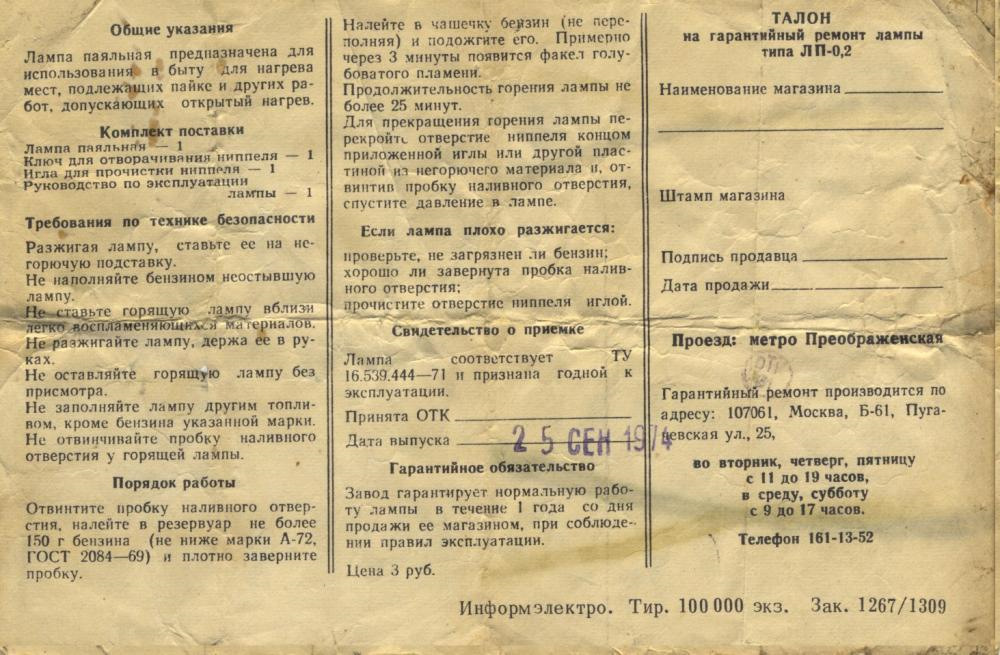 Общие указания
Лампа паяльная предназначена для
использования в быту для нагрева
мест, подлежащих пайке и других ра-
бот, допускающих открытый нагрев.
Комплект поставки
Лампа паяльная — 1
Ключ для отворачивания ниппеля — 1
Игла для прочистки ниппеля — 1
Руководство по эксплуатации
лампы — 1
Требования по технике безопасности
Разжигая лампу, ставьте ее на не-
горючую подставку.
Не наполняйте бензином неостывшую
лампу.
Не ставьте горящую лампу вблизи
легко воспламеняющихся материалов.
Не разжигайте лампу, держа ее в ру-
ках.
Не оставляйте горящую лампу без
присмотра.
Не заполняйте лампу другим топли-
вом, кроме бензина указанной марки.
Не отвинчивайте пробку наливного
отверстия у горящей лампы.
Порядок работы
Отвинтите пробку наливного отвер-
стия, налейте в резервуар не более
150 г бензина (не ниже марки А-72,
ГОСТ 2084—69) и плотно заверните
пробку.
Налейте в чашечку бензин (не пере-
полняя) и подожгите его. Примерно
через 3 минуты появится факел голу-
боватого пламени.
Продолжительность горения лампы не
более 25 минут.
Для прекращения горения лампы пе-
рекройте отверстие ниппеля концом
приложенной иглы или другой плас-
тиной из негорючего материала и, от-
винтив пробку наливного отверстия,
спустите давление в лампе.
Если лампа плохо разжигается:
проверьте, не загрязнен ли бензин;
хорошо ли завернута пробка налив-
ного отверстия;
прочистите отверстие ниппеля иглой.
Свидетельство о приемке
Лампа соответствует ТУ
16.539.444—71 и признана годной к
эксплуатации.
Принята ОТК
Дата выпуска 25 СЕН 1974
Гарантийное обязательство
Завод гарантирует нормальную рабо-
ту лампы в течение 1 года со дня
продажи ее магазином, при соблюде-
нии правил эксплуатации.
Цена 3 руб.
ТАЛОН
на гарантийный ремонт лампы
типа ЛП-0,2
Наименование магазина
Штамп магазина
Подпись продавца
Дата продажи
Проезд: метро Преображенская
Гарантийный ремонт производится по
адресу: 107061, Москва, Б-61, Пуга-
чевская ул., 25,
во вторник, четверг, пятницу
с 11 до 19 часов,
в среду, субботу
с 9 до 17 часов.
Телефон 161-13-52
Информэлектро. Тир. 100 000 экз. Зак. 1267/1309